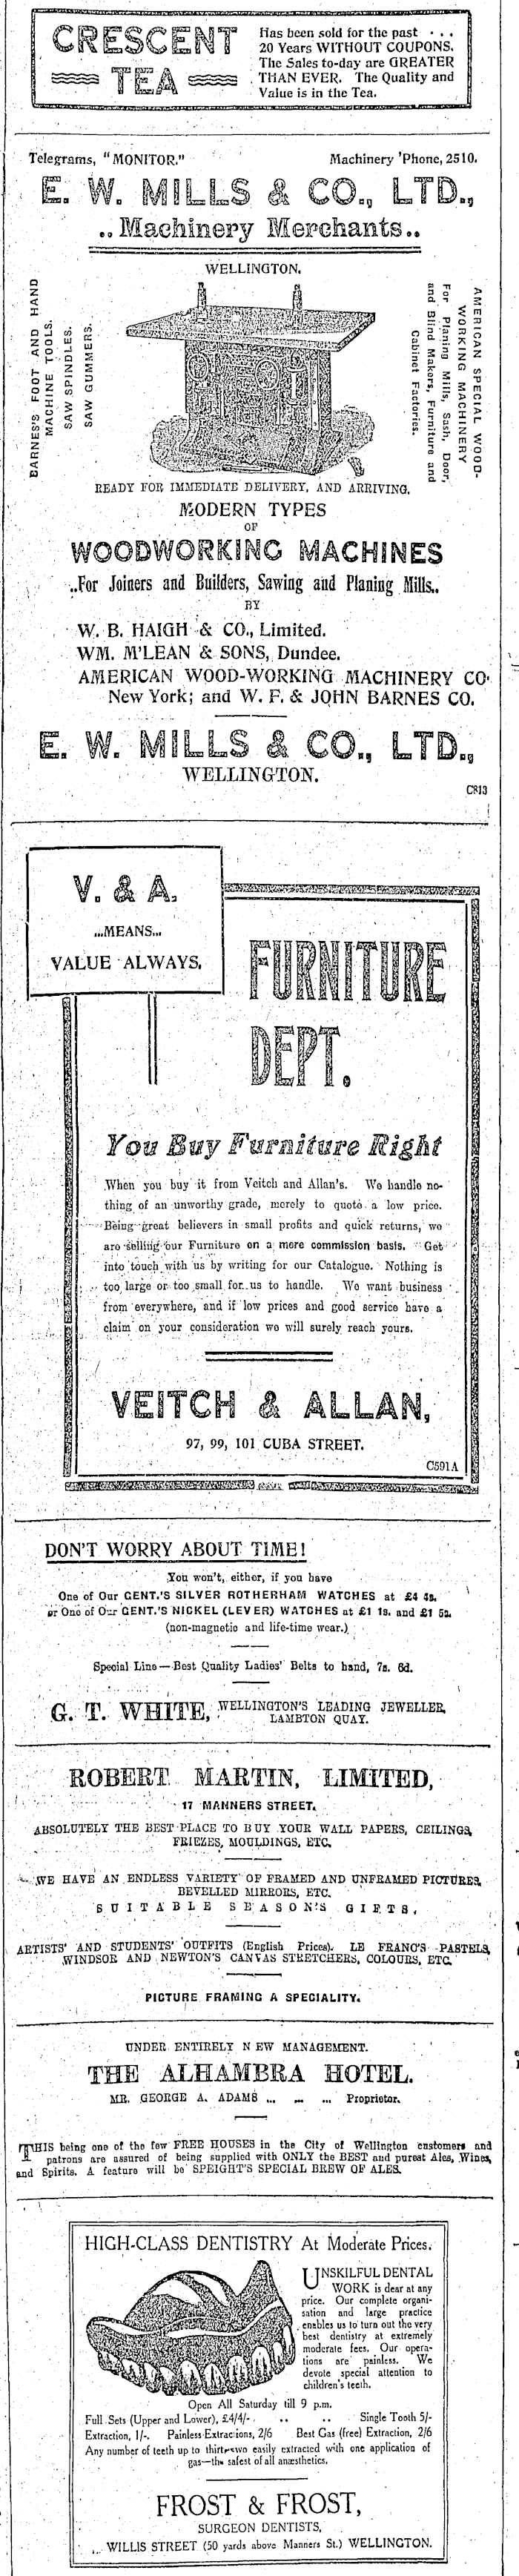 CRESCENT
TEA
Has been sold for the past . . .
20 Years WITHOUT COUPONS.
The Sales to-day are GREATER
THAN EVER. The Quality and
Value is in the Tea.
Telegrams, "MONITOR." Machinery 'Phone, 2510.
E. W. MILLS & CO., LTD.,
..Machinery Merchants..
WELLINGTON.
BARNES'S FOOT AND HAND
MACHINE TOOLS.
SAW SPINDLES.
SAW GUMMERS.
AMERICAN SPECIAL WOOD-
WORKING MACHINERY
For Planing Mills, Sash, Door,
and Blind Makers, Furniture and
Cabinet Factories.
READY FOR IMMEDIATE DELIVERY, AND ARRIVING.
MODERN TYPES
OF
WOODWORKING MACHINES
..For Joiners and Builders, Sawing and Planing Mills..
BY
W. B. HAIGH & CO., Limited.
WM. M'LEAN & SONS, Dundee.
AMERICAN WOOD-WORKING MACHINERY CO.
New York; and W. F. & JOHN BARNES CO.
E. W. MILLS & CO., LTD.,
WELLINGTON.
C813
V. & A.
...MEANS...
VALUE ALWAYS.
FURNITURE
DEPT.
You Buy Furniture Right
When you buy it from Veitch and Allan's. We handle no-
thing of an unworthy grade, merely to quote a low price.
Being great believers in small profits and quick returns, we
are selling our Furniture on a mere commission basis. Get
into touch with us by writing for our Catalogue. Nothing is
too large or too small for us to handle. We want business
from everywhere, and if low prices and good service have a
claim on your consideration we will surely reach yours.
VEITCH & ALLAN,
97, 99, 101 CUBA STREET.
C591A
DON'T WORRY ABOUT TIME!
You won't, either, if you have
One of Our GENT.'S SILVER ROTHERHAM WATCHES at £4 4s.
or One of Our GENT.'S NICKEL (LEVER) WATCHES at £1 1s. and £1 5s.
(non-magnetic and life-time wear.)
Special Line—Best Quality Ladies' Belts to hand, 7s. 6d.
G. T. WHITE, WELLINGTON'S LEADING JEWELLER,
LAMBTON QUAY.
ROBERT MARTIN, LIMITED,
17 MANNERS STREET.
ABSOLUTELY THE BEST PLACE TO BUY YOUR WALL PAPERS, CEILINGS,
FRIEZES, MOULDINGS, ETC.
WE HAVE AN ENDLESS VARIETY OF FRAMED AND UNFRAMED PICTURES,
BEVELLED MIRRORS, ETC.
SUITABLE SEASON'S GIFTS.
ARTISTS' AND STUDENTS' OUTFITS (English Prices). LE FRANC'S PASTELS,
WINDSOR AND NEWTON'S CANVAS STRETCHERS, COLOURS, ETC.
PICTURE FRAMING A SPECIALITY.
UNDER ENTIRELY NEW MANAGEMENT.
THE ALHAMBRA HOTEL.
MR. GEORGE A. ADAMS ... ... ... Proprietor.
THIS being one of the few FREE HOUSES in the City of Wellington customers and
patrons are assured of being supplied with ONLY the BEST and purest Ales, Wines,
and Spirits. A feature will be SPEIGHT'S SPECIAL BREW OF ALES.
HIGH-CLASS DENTISTRY At Moderate Prices.
UNSKILFUL DENTAL
WORK is dear at any
price. Our complete organi-
sation and large practice
enables us to turn out the very
best dentistry at extremely
moderate fees. Our opera-
tions are painless. We
devote special attention to
children's teeth.
Open All Saturday till 9 p.m.
Full Sets (Upper and Lower), £4/4/- .. .. Single Tooth 5/-
Extraction, 1/-. Painless Extractions, 2/6 Best Gas (free) Extraction, 2/6
Any number of teeth up to thirty-two easily extracted with one application of
gas—the safest of all anæsthetics.
FROST & FROST,
SURGEON DENTISTS,
WILLIS STREET (50 yards above Manners St.) WELLINGTON.